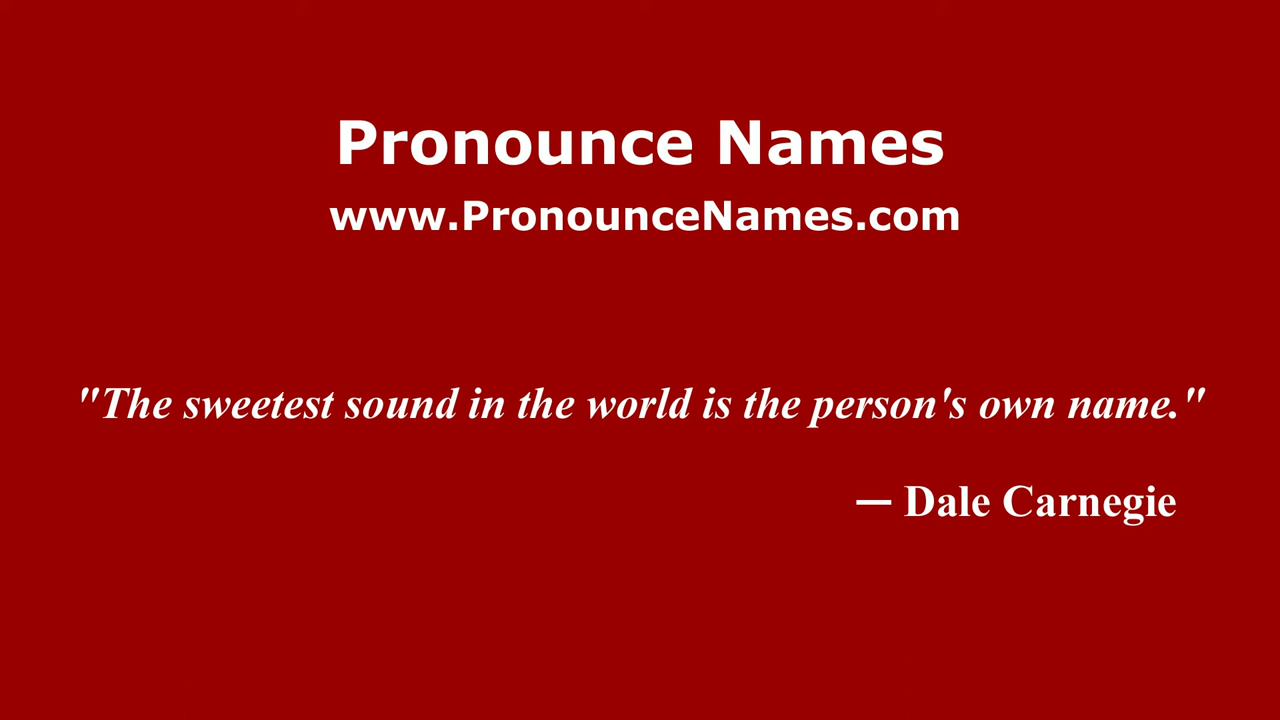 Pronounce Names
www.PronounceNames.com
"The sweetest sound in the world is the person's own name."
— Dale Carnegie